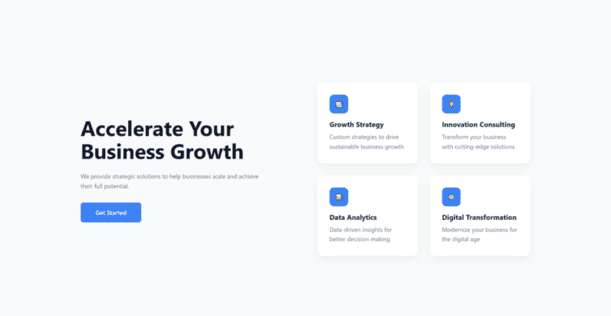 Accelerate Your
Business Growth
We provide strategic solutions to help businesses scale and achieve
their full potential.
Get Started
Growth Strategy
Custom strategies to drive
sustainable business growth
Innovation Consulting
Transform your business
with cutting-edge solutions
Data Analytics
Data-driven insights for
better decision making
Digital Transformation
Modernize your business for
the digital age